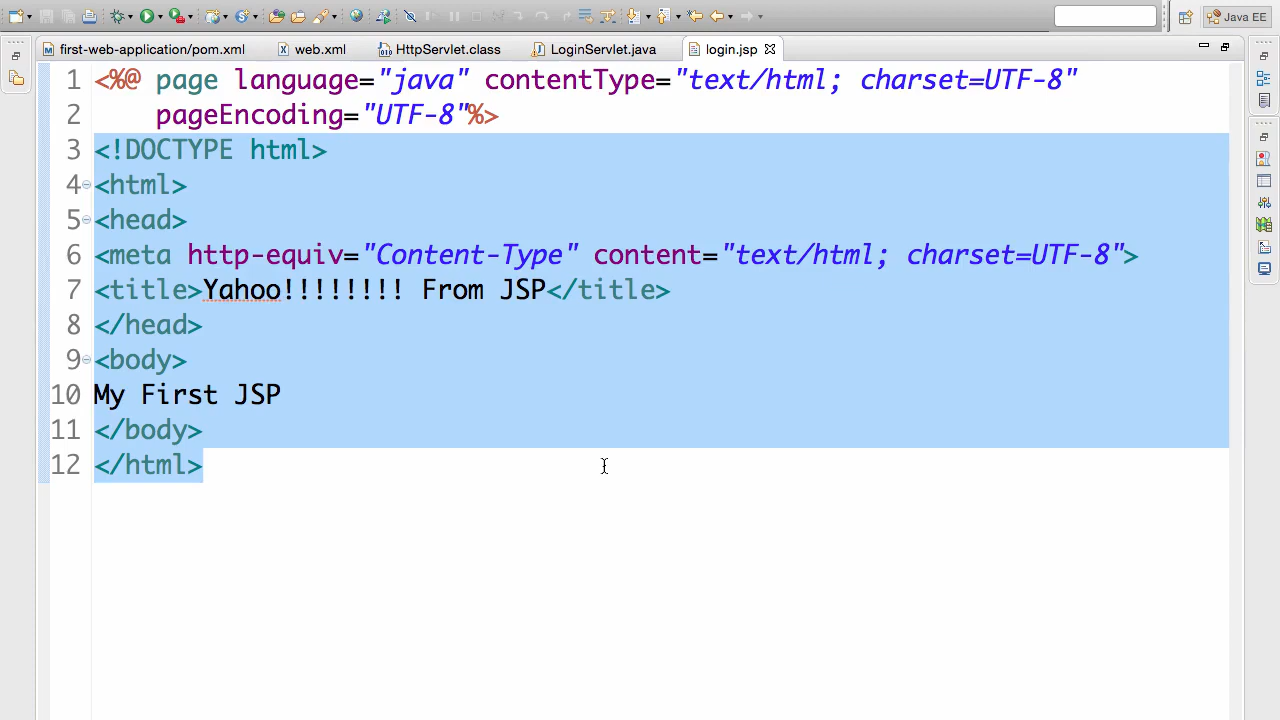 Java EE
first-web-application/pom.xml web.xml HttpServlet.class LoginServlet.java login.jsp
1 <%@ page language="java" contentType="text/html; charset=UTF-8"
2 pageEncoding="UTF-8"%>
3 <!DOCTYPE html>
4 <html>
5 <head>
6 <meta http-equiv="Content-Type" content="text/html; charset=UTF-8">
7 <title>Yahoo!!!!!!!! From JSP</title>
8 </head>
9 <body>
10 My First JSP
11 </body>
12 </html>